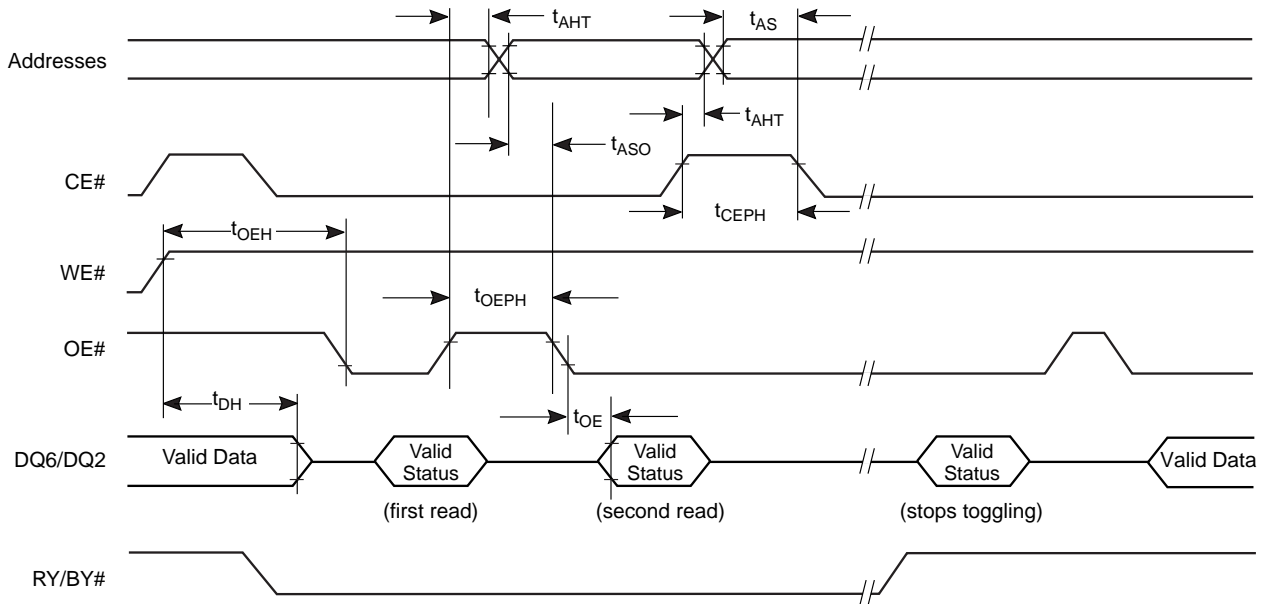 tAHT
tAS
Addresses
tAHT
tASO
CE#
tCEPH
tOEH
WE#
tOEPH
OE#
tDH
tOE
DQ6/DQ2
Valid Data
Valid
Status
Valid
Status
Valid
Status
Valid Data
(first read)
(second read)
(stops toggling)
RY/BY#